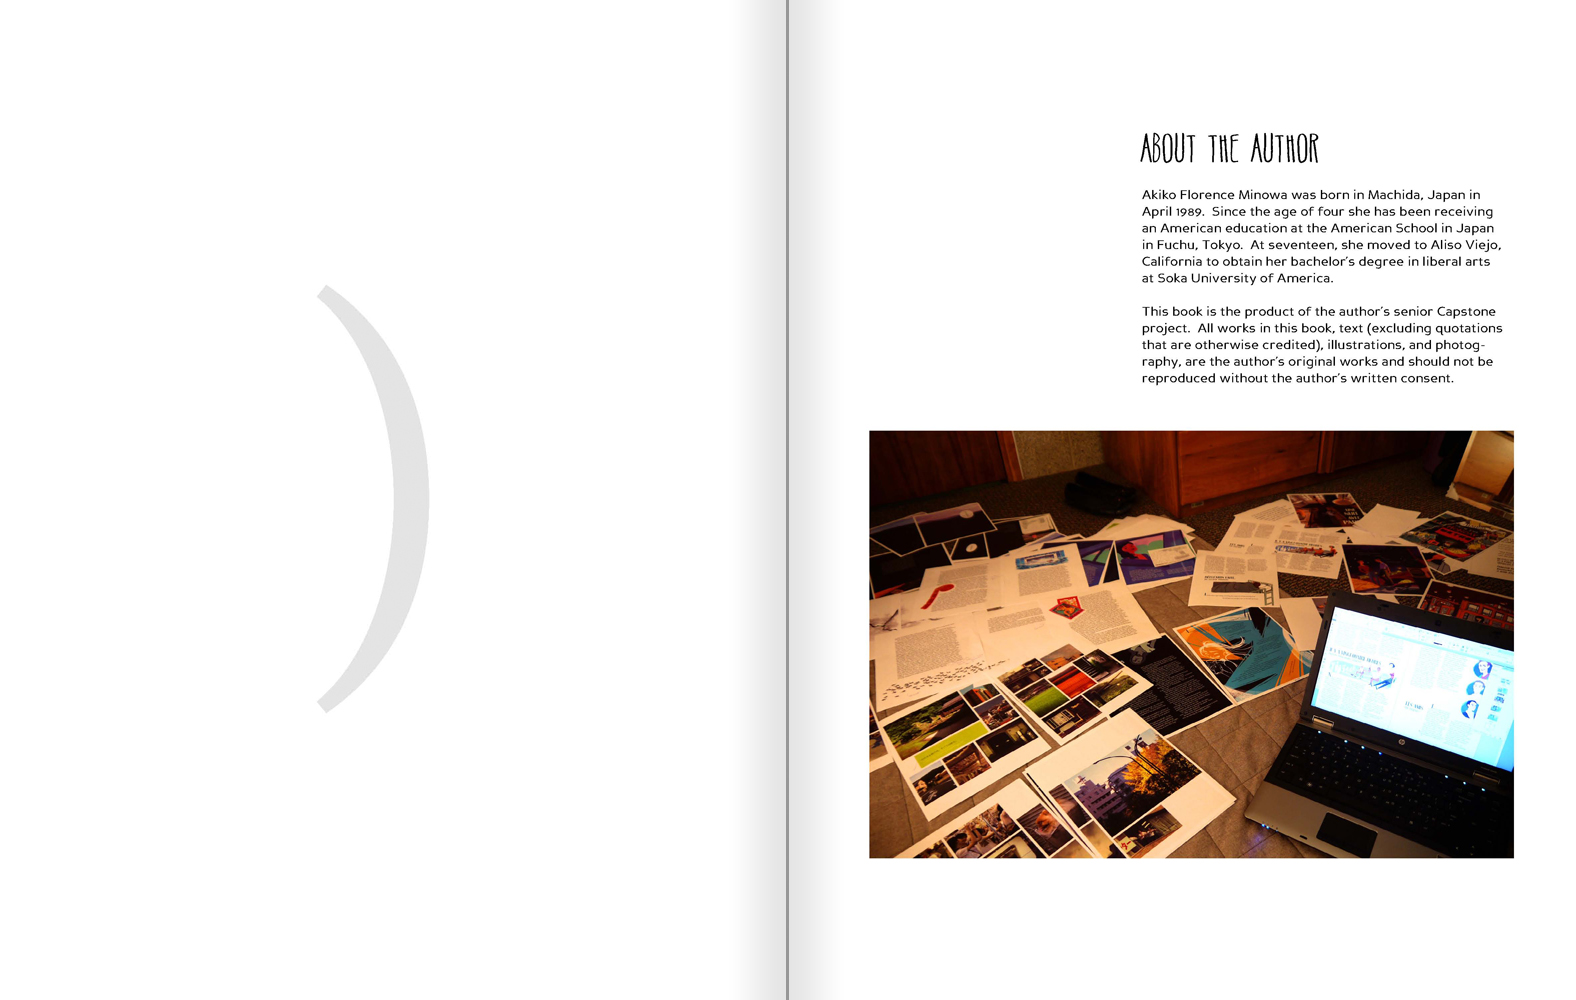 )
ABOUT THE AUTHOR
Akiko Florence Minowa was born in Machida, Japan in
April 1989.  Since the age of four she has been receiving
an American education at the American School in Japan
in Fuchu, Tokyo.  At seventeen, she moved to Aliso Viejo,
California to obtain her bachelor's degree in liberal arts
at Soka University of America.
This book is the product of the author's senior Capstone
project.  All works in this book, text (excluding quotations
that are otherwise credited), illustrations, and photog-
raphy, are the author's original works and should not be
reproduced without the author's written consent.